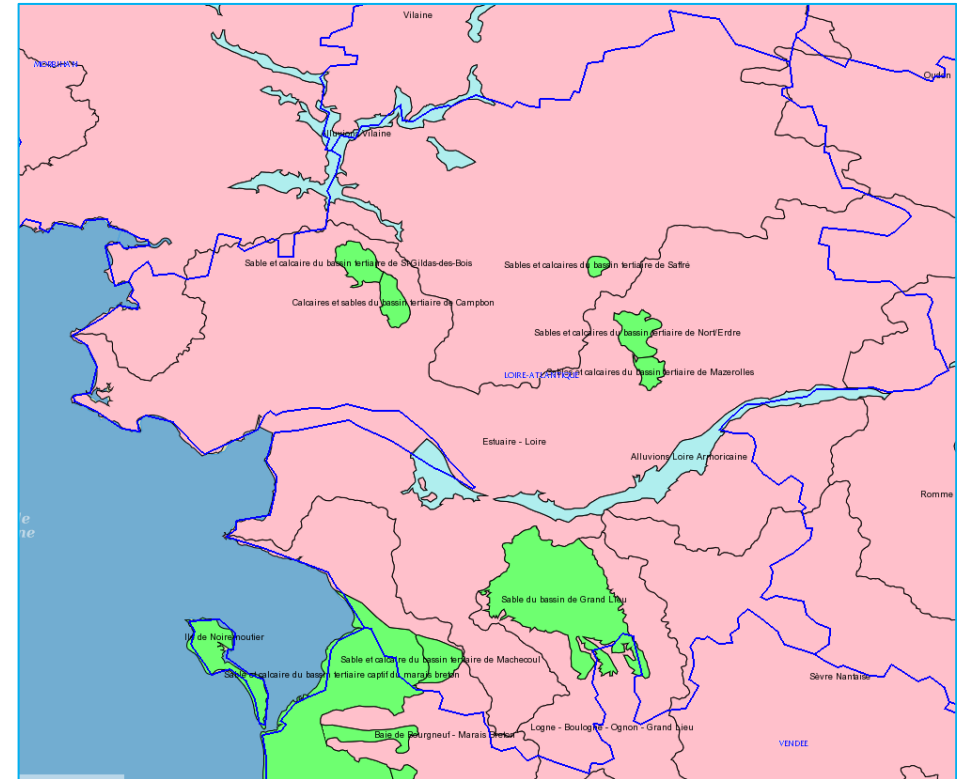 Vilaine
MORBIHAN
Oudon
Alluvions Vilaine
Sable et calcaire du bassin tertiaire de St Gildas-des-Bois
Sables et calcaires du bassin tertiaire de Saffré
Calcaires et sables du bassin tertiaire de Campbon
Sables et calcaires du bassin tertiaire de Nort/Erdre
LOIRE-ATLANTIQUE
Sables et calcaires du bassin tertiaire de Mazerolles
Estuaire - Loire
Alluvions Loire Armoricaine
Romme
le
ne
Sable du bassin de Grand Lieu
Ile de Noirmoutier
Sable et calcaire du bassin tertiaire de Machecoul
Sable et calcaire du bassin tertiaire captif du marais breton
Sèvre Nantaise
Logne - Boulogne - Ognon - Grand Lieu
Baie de Bourgneuf - Marais Breton
VENDEE